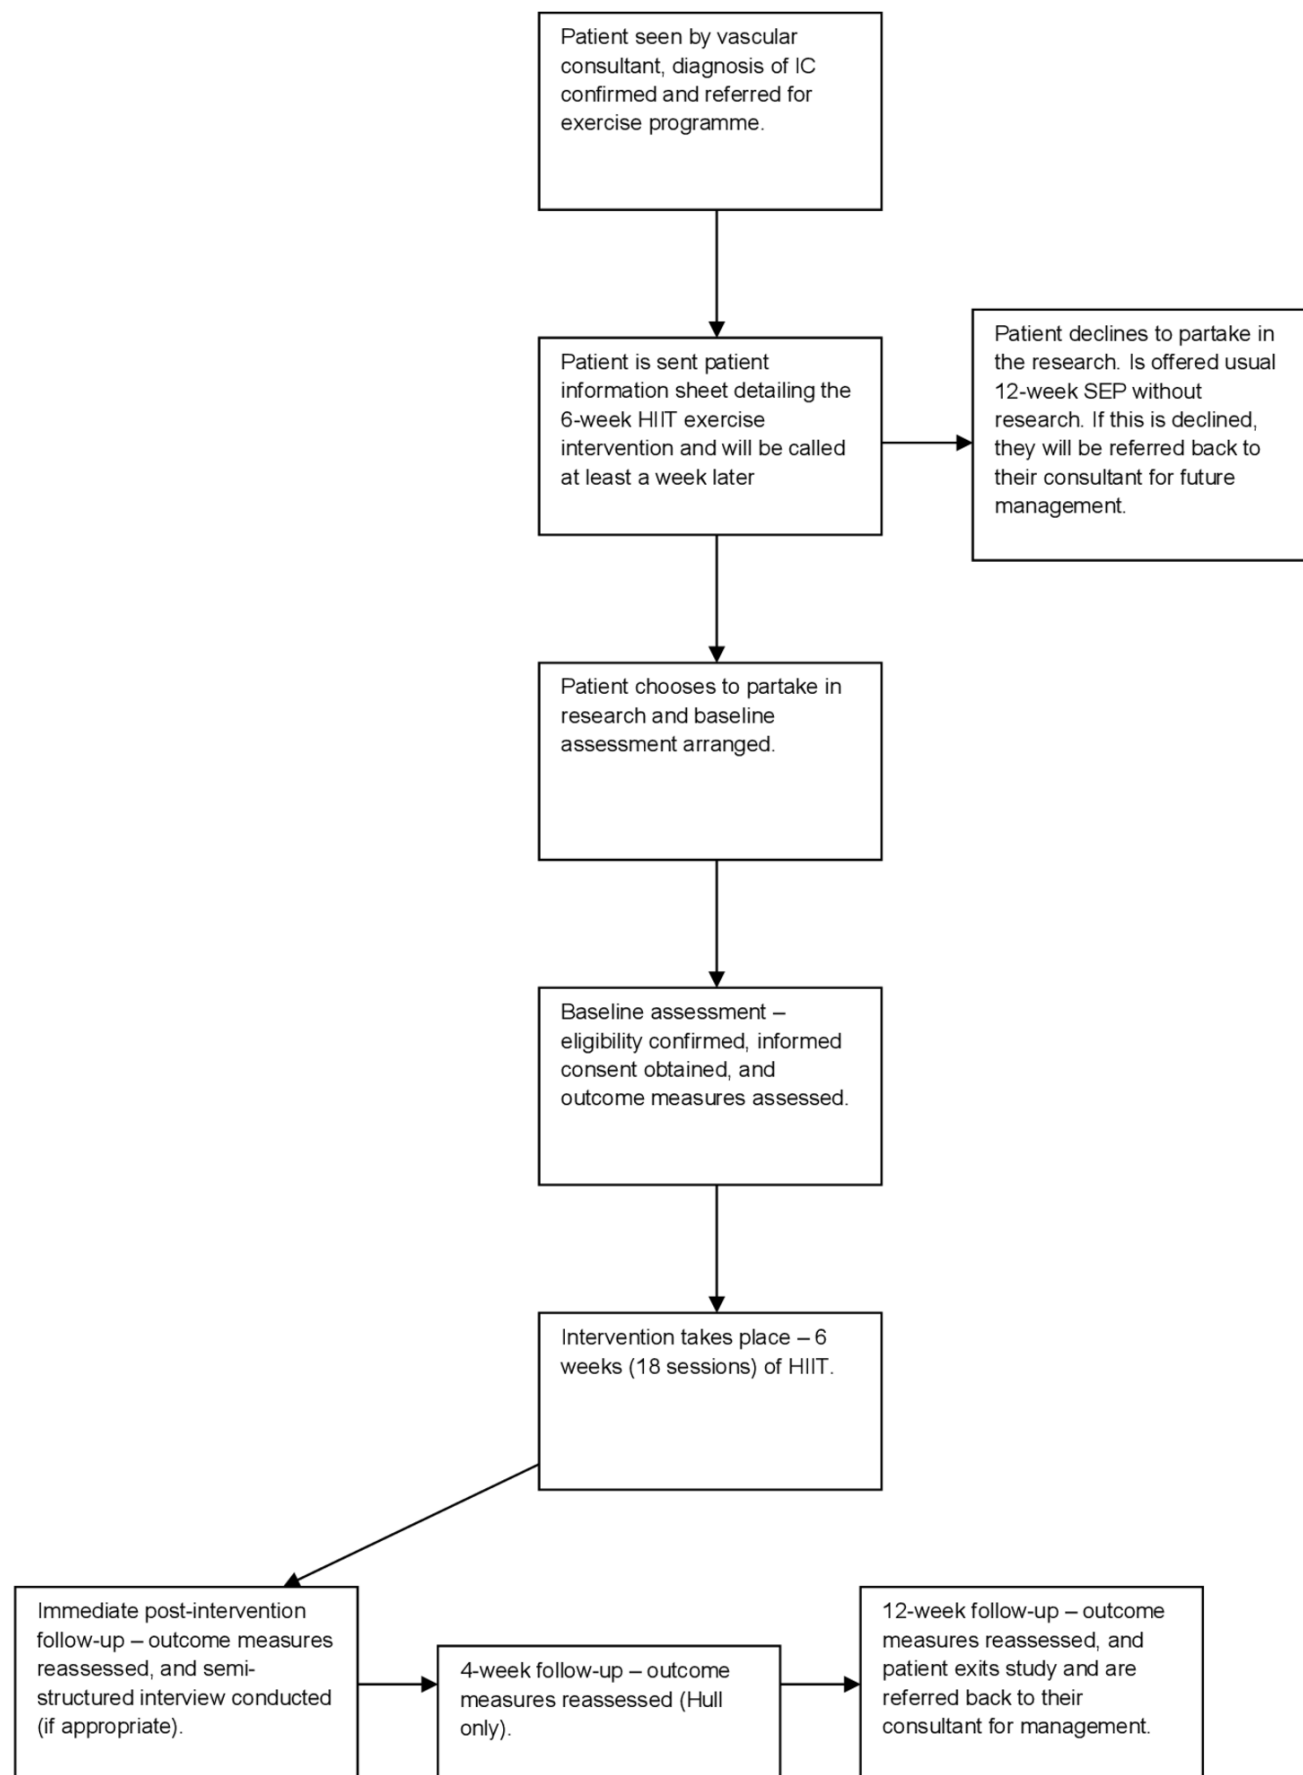 Patient seen by vascular
consultant, diagnosis of IC
confirmed and referred for
exercise programme.
Patient is sent patient
information sheet detailing the
6-week HIIT exercise
intervention and will be called
at least a week later
Patient declines to partake in
the research. Is offered usual
12-week SEP without
research. If this is declined,
they will be referred back to
their consultant for future
management.
Patient chooses to partake in
research and baseline
assessment arranged.
Baseline assessment –
eligibility confirmed, informed
consent obtained, and
outcome measures assessed.
Intervention takes place – 6
weeks (18 sessions) of HIIT.
Immediate post-intervention
follow-up – outcome measures
reassessed, and semi-
structured interview conducted
(if appropriate).
4-week follow-up – outcome
measures reassessed (Hull
only).
12-week follow-up – outcome
measures reassessed, and
patient exits study and are
referred back to their
consultant for management.